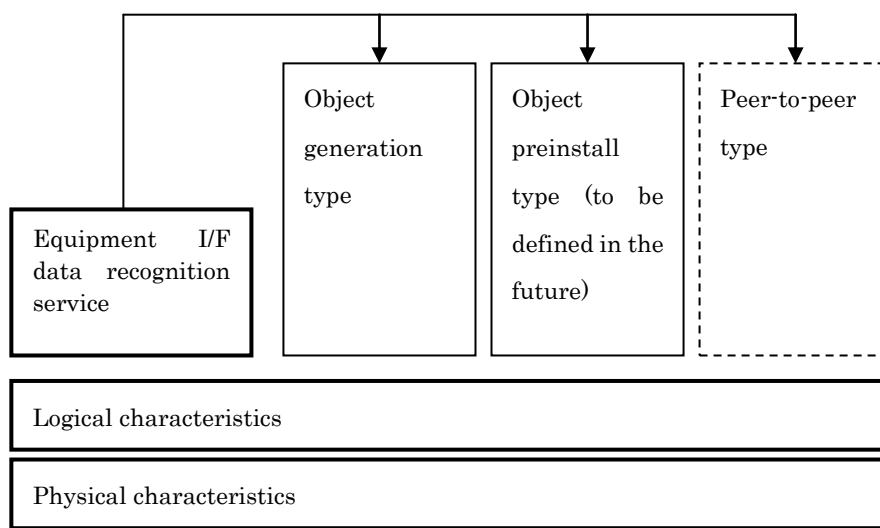 Object
generation
type
Object
preinstall
type (to be
defined in the
future)
Peer-to-peer
type
Equipment I/F
data recognition
service
Logical characteristics
Physical characteristics